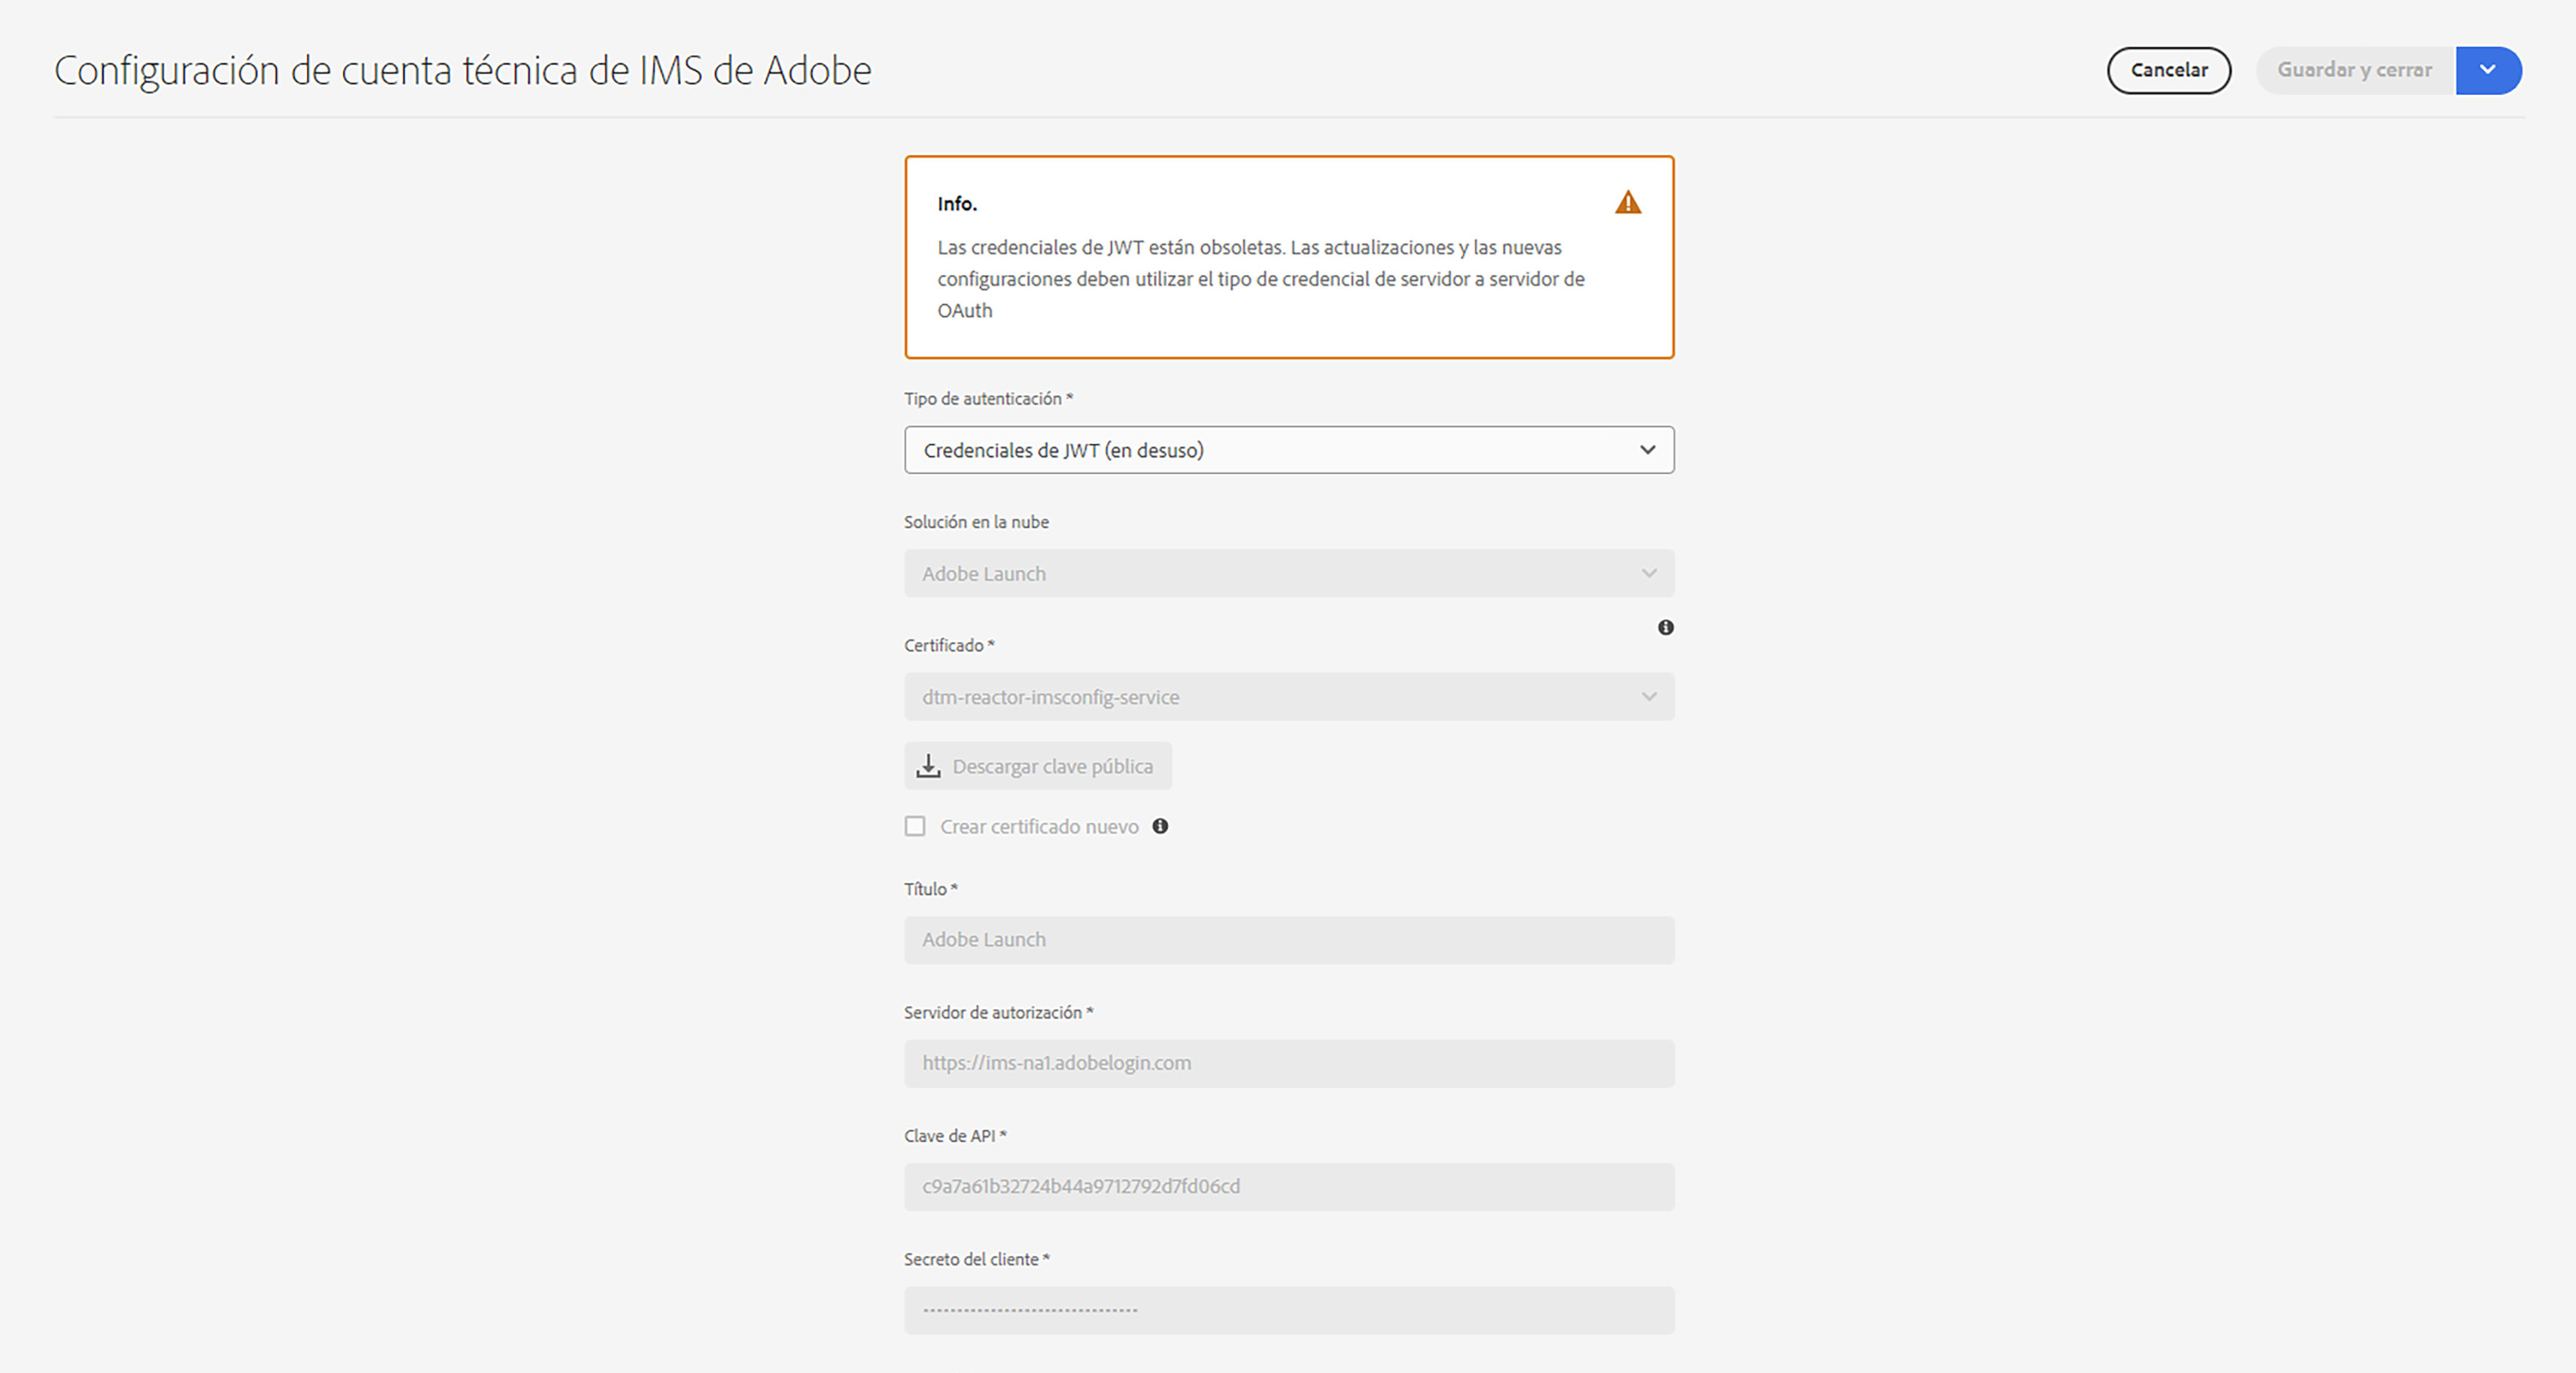 Configuración de cuenta técnica de IMS de Adobe
Cancelar
Guardar y cerrar
Info.
Las credenciales de JWT están obsoletas. Las actualizaciones y las nuevas
configuraciones deben utilizar el tipo de credencial de servidor a servidor de
OAuth
Tipo de autenticación *
Credenciales de JWT (en desuso)
Solución en la nube
Adobe Launch
Certificado *
dtm-reactor-imsconfig-service
Descargar clave pública
Crear certificado nuevo
Título *
Adobe Launch
Servidor de autorización *
https://ims-na1.adobelogin.com
Clave de API *
c9a7a61b32724b44a9712792d7fd06cd
Secreto del cliente *